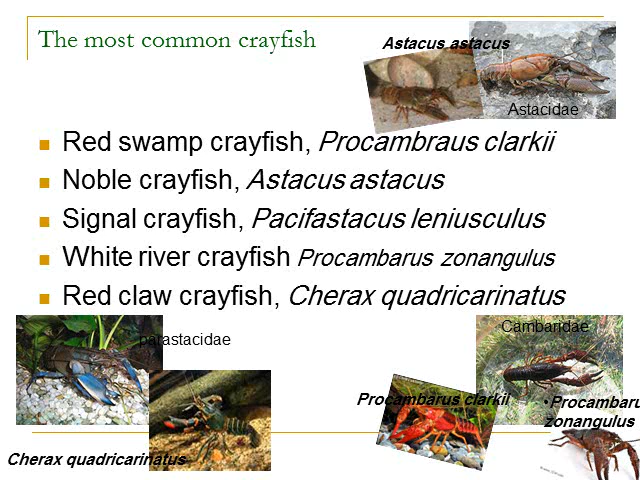 The most common crayfish
Astacus astacus
Astacidae
Red swamp crayfish, Procambraus clarkii
Noble crayfish, Astacus astacus
Signal crayfish, Pacifastacus leniusculus
White river crayfish Procambarus zonangulus
Red claw crayfish, Cherax quadricarinatus
parastacidae
Cambaridae
Procambarus clarkii
•Procambaru
zonangulus
Cherax quadricarinatus